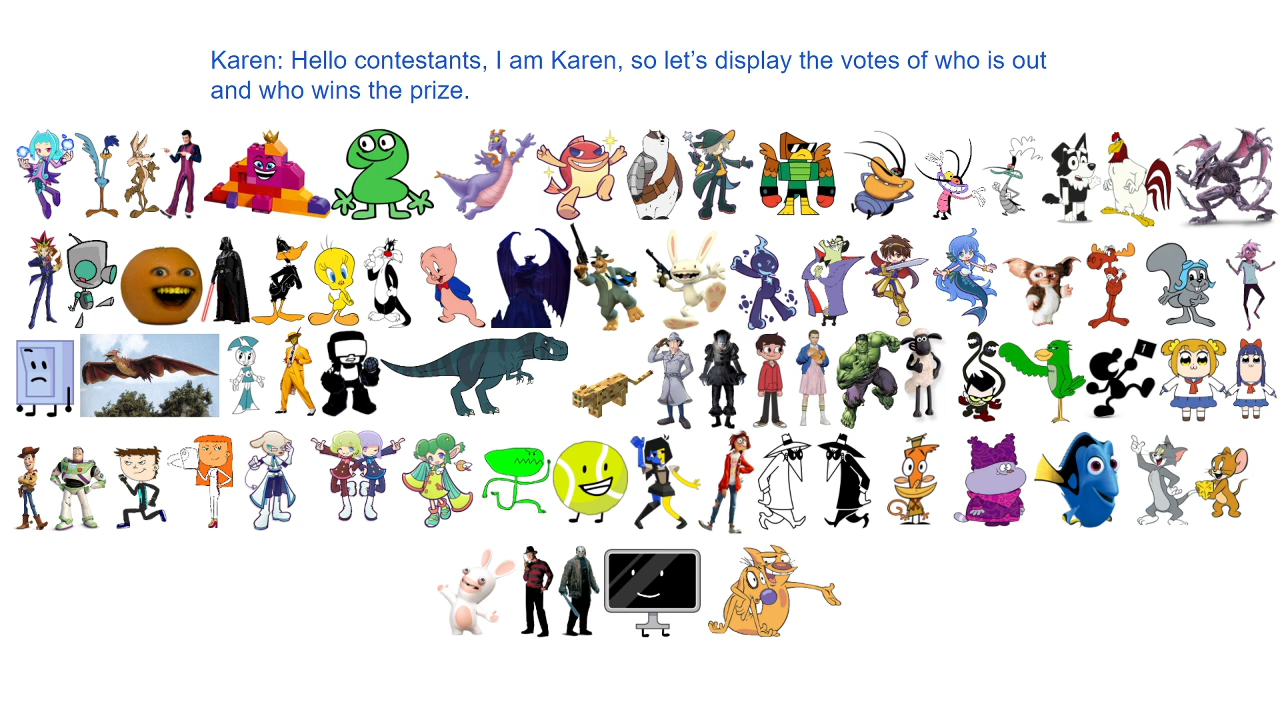 Karen: Hello contestants, I am Karen, so let’s display the votes of who is out
and who wins the prize.